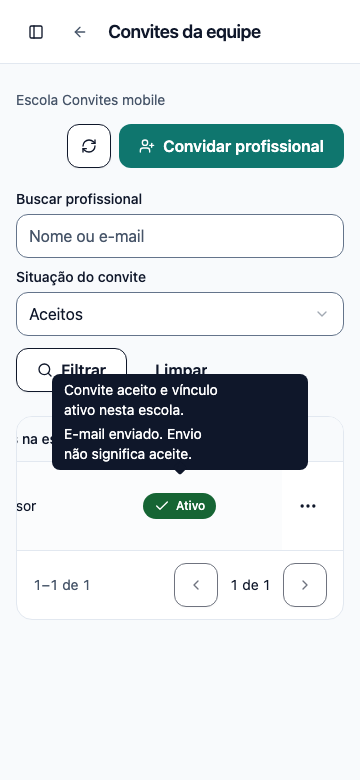 Convites da equipe
Escola Convites mobile
Convidar profissional
Buscar profissional
Nome ou e-mail
Situação do convite
Aceitos
Filtrar
Limpar
Convite aceito e vínculo
ativo nesta escola.
E-mail enviado. Envio
não significa aceite.
na
sor
Ativo
1–1 de 1
1 de 1